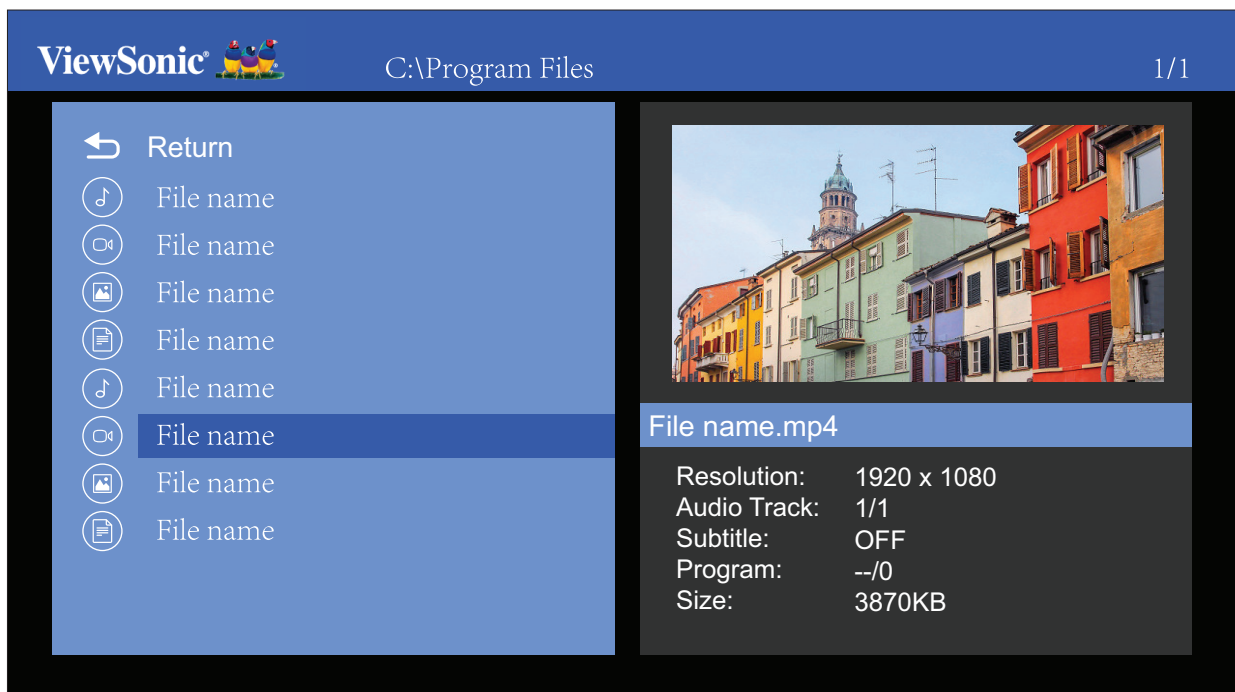 ViewSonic®
C:\Program Files
1/1
Return
File name
File name
File name
File name
File name
File name
File name
File name
File name.mp4
Resolution: 1920 x 1080
Audio Track: 1/1
Subtitle: OFF
Program: --/0
Size: 3870KB